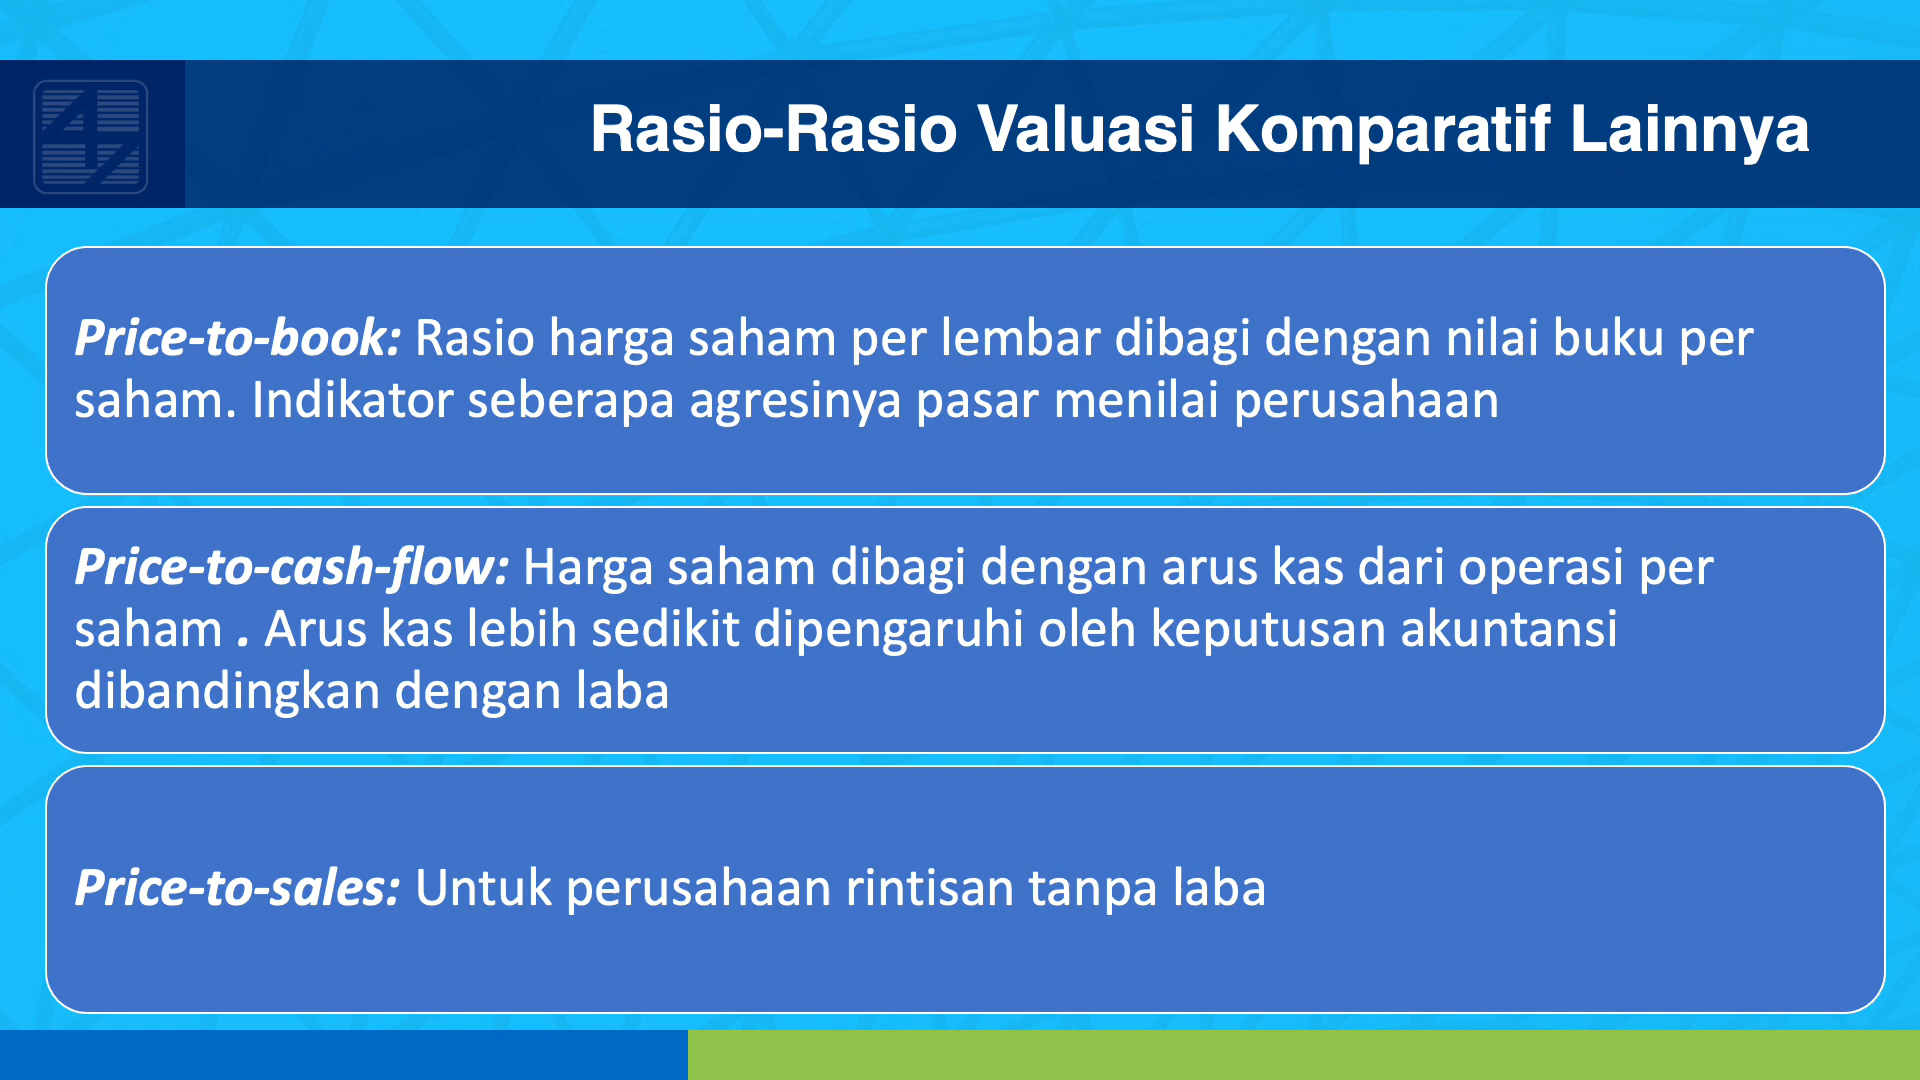 Rasio-Rasio Valuasi Komparatif Lainnya
Price-to-book: Rasio harga saham per lembar dibagi dengan nilai buku per
saham. Indikator seberapa agresinya pasar menilai perusahaan
Price-to-cash-flow: Harga saham dibagi dengan arus kas dari operasi per
saham . Arus kas lebih sedikit dipengaruhi oleh keputusan akuntansi
dibandingkan dengan laba
Price-to-sales: Untuk perusahaan rintisan tanpa laba